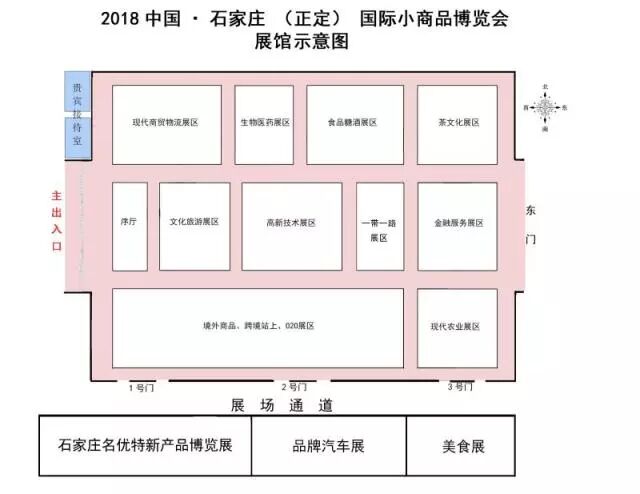 2018 中国 · 石家庄 （正定） 国际小商品博览会
展馆示意图
贵宾接待室
现代商贸物流展区
生物医药展区
食品糖酒展区
茶文化展区
北
西
东
南
主出入口
序厅
文化旅游展区
高新技术展区
一带一路
展区
金融服务展区
东门
境外商品、跨境站上、O20展区
现代农业展区
1 号门
2 号门
3 号门
展 场 通 道
石家庄名优特新产品博览展
品牌汽车展
美食展